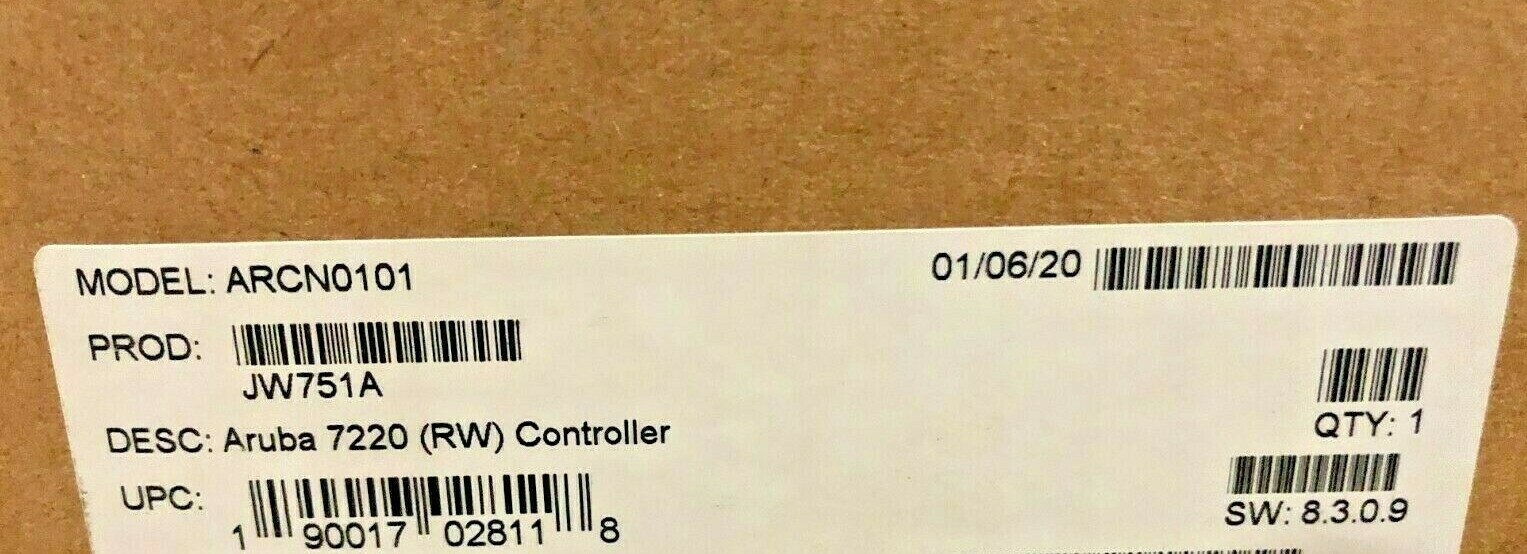 MODEL: ARCN0101 01/06/20
PROD:
JW751A
QTY: 1
DESC: Aruba 7220 (RW) Controller
UPC:
1 90017 02811 8
SW: 8.3.0.9